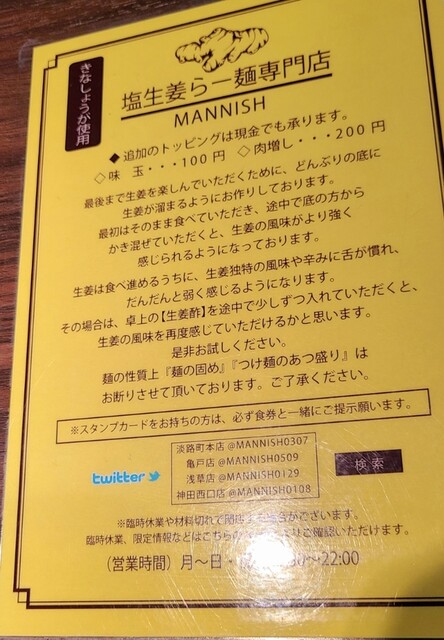 きなしょうが使用
塩生姜らー麺専門店
MANNISH
◆ 追加のトッピングは現金でも承ります。
◇味 玉・・・100 円 ◇肉増し・・・200 円
最後まで生姜を楽しんでいただくために、どんぶりの底に
生姜が溜まるようにお作りしております。
最初はそのまま食べていただき、途中で底の方から
かき混ぜていただくと、生姜の風味がより強く
感じられるようになっております。
生姜は食べ進めるうちに、生姜独特の風味や辛みに舌が慣れ、
だんだんと弱く感じるようになります。
その場合は、卓上の【生姜酢】を途中で少しずつ入れていただくと、
生姜の風味を再度感じていただけるかと思います。
是非お試しください。
麺の性質上『麺の固め』『つけ麺のあつ盛り』は
お断りさせて頂いております。ご了承ください。
※スタンプカードをお持ちの方は、必ず食券と一緒にご提示願います。
淡路町本店 @MANNISH0307
亀戸店 @MANNISH0509
浅草店 @MANNISH0129
神田西口店 @MANNISH0108
twitter
検索
※臨時休業や材料切れで閉店する場合がございます。
臨時休業、限定情報などはこちらの よりご確認いただけます。
（営業時間）月～日・ ～22:00